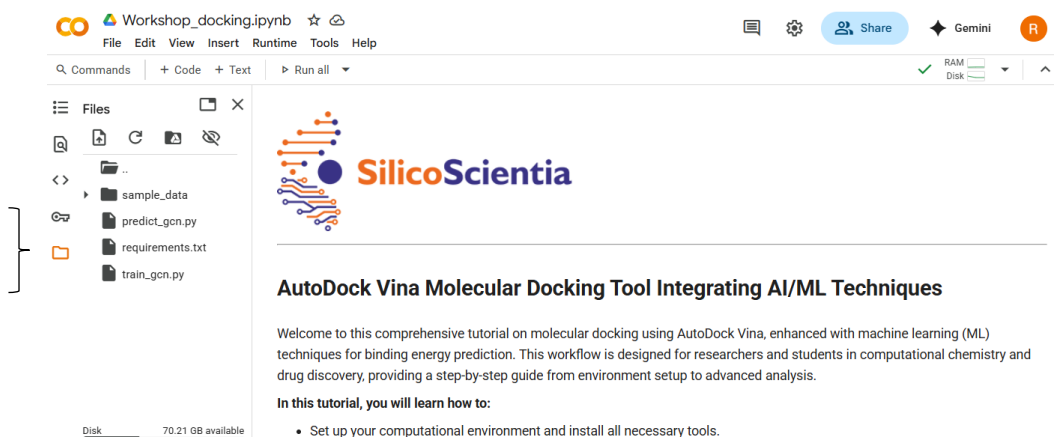 Workshop_docking.ipynb
File Edit View Insert Runtime Tools Help
Share
Gemini
R
Commands + Code + Text Run all
RAM
Disk
Files
..
sample_data
predict_gcn.py
requirements.txt
train_gcn.py
Disk 70.21 GB available
SilicoScientia
AutoDock Vina Molecular Docking Tool Integrating AI/ML Techniques
Welcome to this comprehensive tutorial on molecular docking using AutoDock Vina, enhanced with machine learning (ML)
techniques for binding energy prediction. This workflow is designed for researchers and students in computational chemistry and
drug discovery, providing a step-by-step guide from environment setup to advanced analysis.
In this tutorial, you will learn how to:
• Set up your computational environment and install all necessary tools.